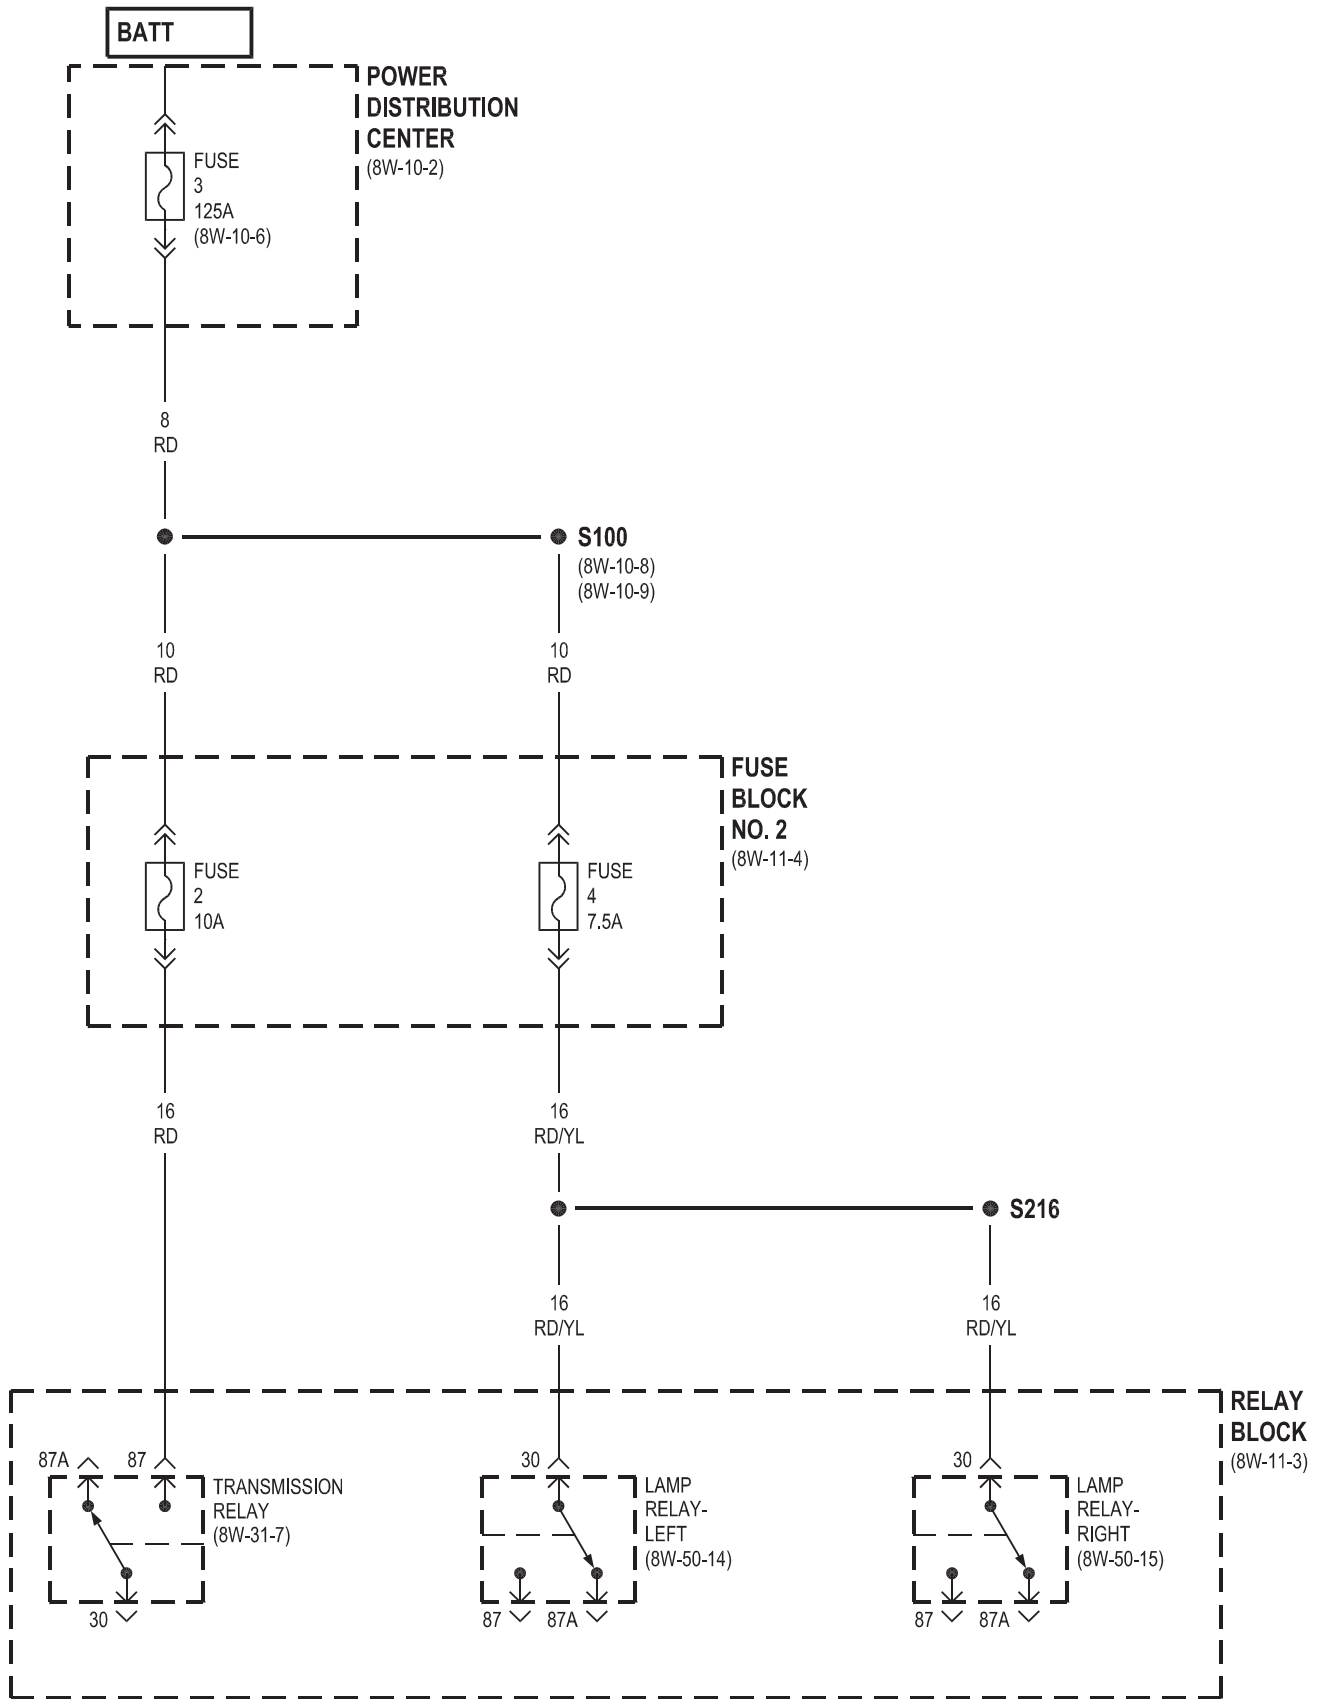 BATT
POWER
DISTRIBUTION
CENTER
(8W-10-2)
FUSE
3
125A
(8W-10-6)
8
RD
S100
(8W-10-8)
(8W-10-9)
10
RD
10
RD
FUSE
BLOCK
NO. 2
(8W-11-4)
FUSE
2
10A
FUSE
4
7.5A
16
RD
16
RD/YL
S216
16
RD/YL
16
RD/YL
RELAY
BLOCK
(8W-11-3)
87A
87
TRANSMISSION
RELAY
(8W-31-7)
30
30
LAMP
RELAY-
LEFT
(8W-50-14)
87
87A
30
LAMP
RELAY-
RIGHT
(8W-50-15)
87
87A